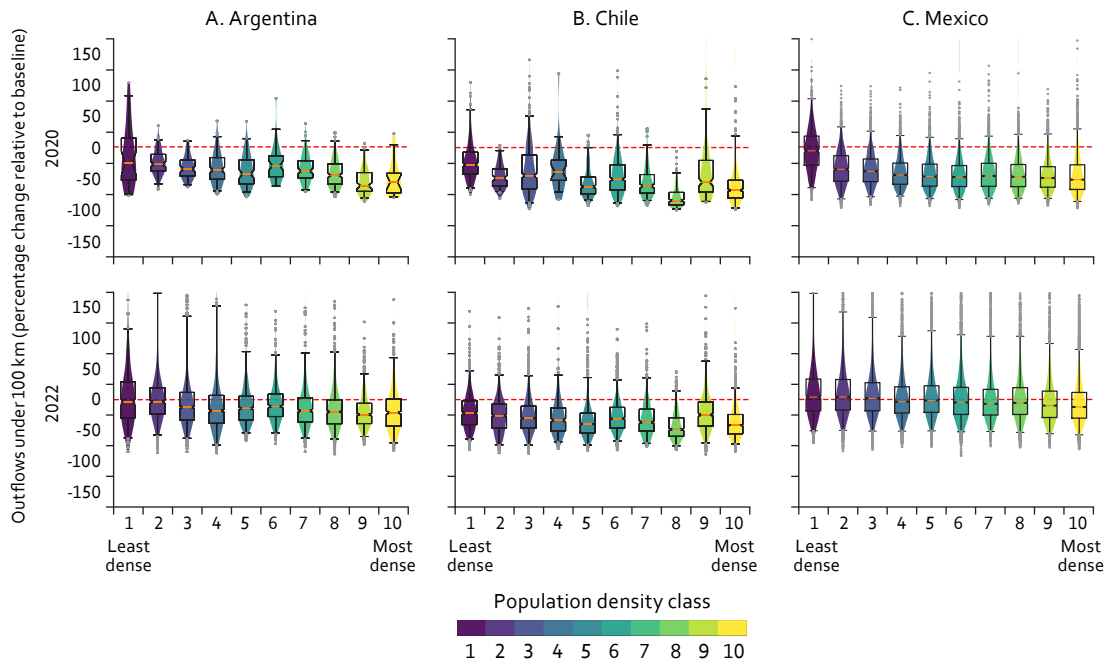 A. Argentina
B. Chile
C. Mexico
Outflows under 100 km (percentage change relative to baseline)
2020
150
100
50
0
-50
-100
-150
2022
150
100
50
0
-50
-100
-150
1 2 3 4 5 6 7 8 9 10
1 2 3 4 5 6 7 8 9 10
1 2 3 4 5 6 7 8 9 10
Least dense
Most dense
Least dense
Most dense
Least dense
Most dense
Population density class
1 2 3 4 5 6 7 8 9 10